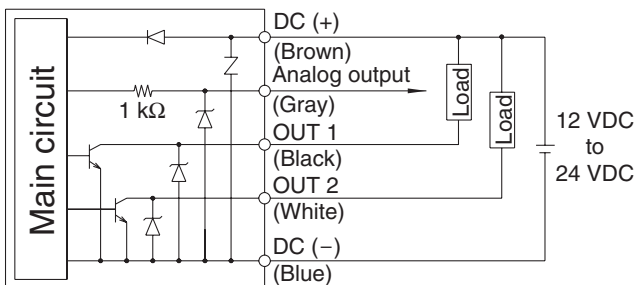 Main circuit
1 kΩ
DC (+)
(Brown)
Analog output
(Gray)
OUT 1
(Black)
OUT 2
(White)
DC (−)
(Blue)
Load
Load
12 VDC
to
24 VDC